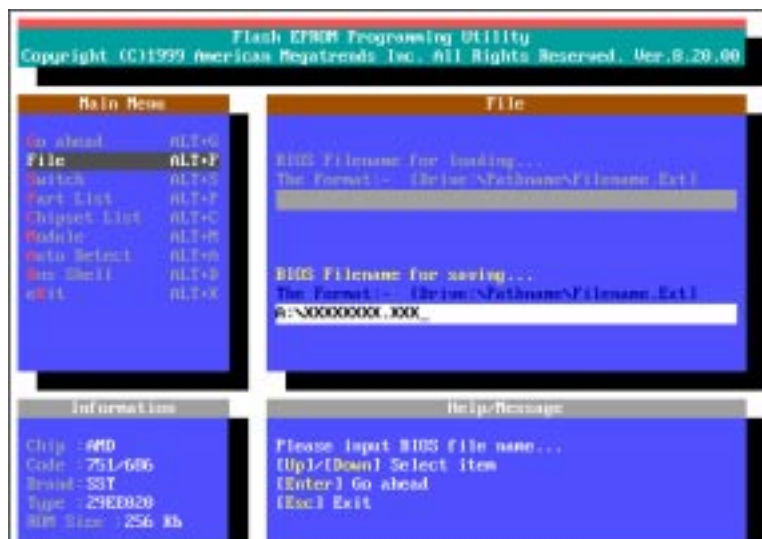 Flash EPROM Programming Utility
Copyright (C)1999 American Megatrends Inc. All Rights Reserved. Ver.8.20.00
Main Menu
Go ahead ALT+G
File ALT+F
Switch ALT+S
Part List ALT+P
Chipset List ALT+C
Module ALT+M
Auto Detect ALT+A
Dos Shell ALT+D
eXit ALT+X
File
BIOS Filename for loading...
The Format:- [Drive:\Pathname\Filename.Ext]
BIOS Filename for saving...
The Format:- [Drive:\Pathname\Filename.Ext]
A:\XXXXXXXX.XXX_
Information
Chip :AMD
Code :751/686
Brand:SST
Type :29EE020
ROM Size :256 Kb
Help/Message
Please input BIOS file name...
[Up]/[Down] Select item
[Enter] Go ahead
[Esc] Exit